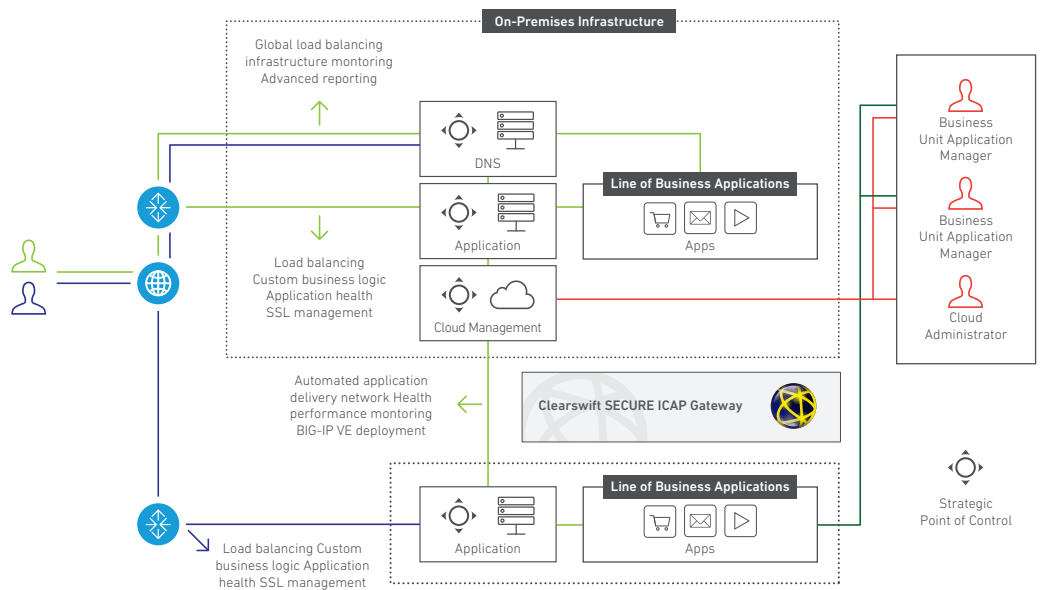 On-Premises Infrastructure
Global load balancing
infrastructure montoring
Advanced reporting
DNS
Line of Business Applications
Application
Apps
Load balancing
Custom business logic
Application health
SSL management
Cloud Management
Business
Unit Application
Manager
Business
Unit Application
Manager
Cloud
Administrator
Automated application
delivery network Health
performance montoring
BIG-IP VE deployment
Clearswift SECURE ICAP Gateway
Line of Business Applications
Application
Apps
Load balancing Custom
business logic Application
health SSL management
Strategic
Point of Control